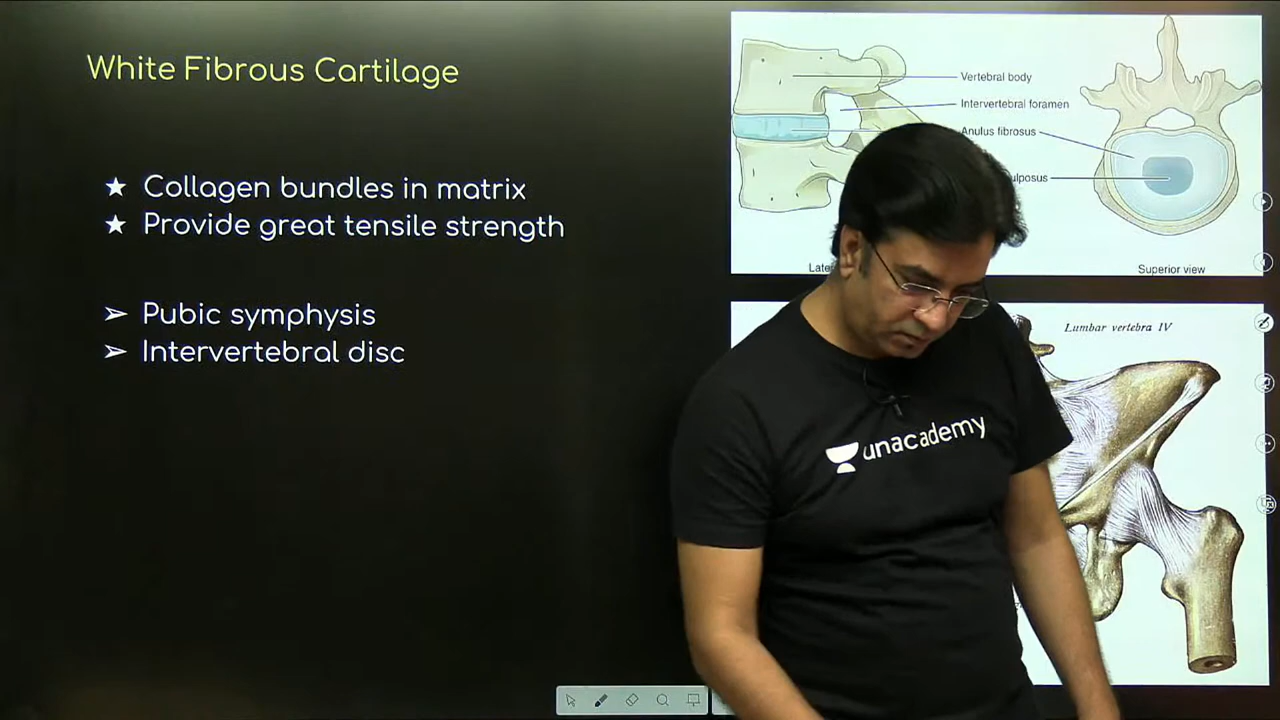 White Fibrous Cartilage
★ Collagen bundles in matrix
★ Provide great tensile strength
➢ Pubic symphysis
➢ Intervertebral disc
Vertebral body
Intervertebral foramen
Anulus fibrosus
Superior view
Lumbar vertebra IV
unacademy